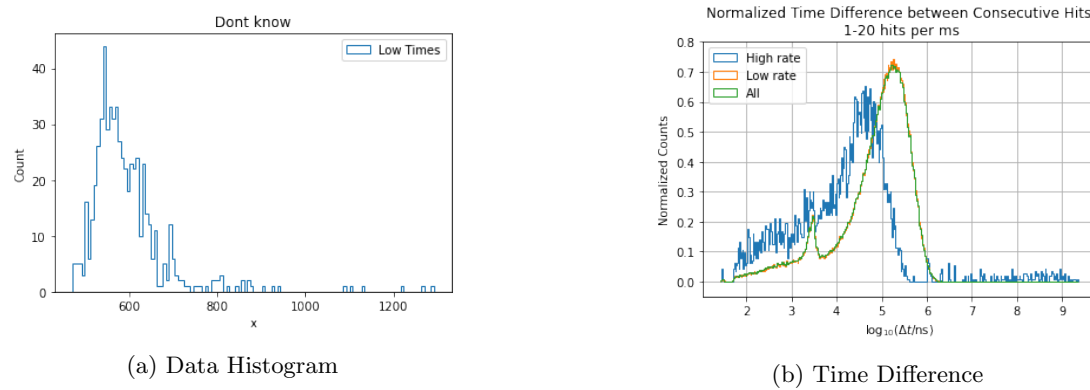 Dont know
Low Times
40
30
20
10
0
Count
600
800
1000
1200
x
(a) Data Histogram
Normalized Time Difference between Consecutive Hits
1-20 hits per ms
High rate
Low rate
All
0.8
0.7
0.6
0.5
0.4
0.3
0.2
0.1
0.0
Normalized Counts
2
3
4
5
6
7
8
9
log₁₀(Δt/ns)
(b) Time Difference